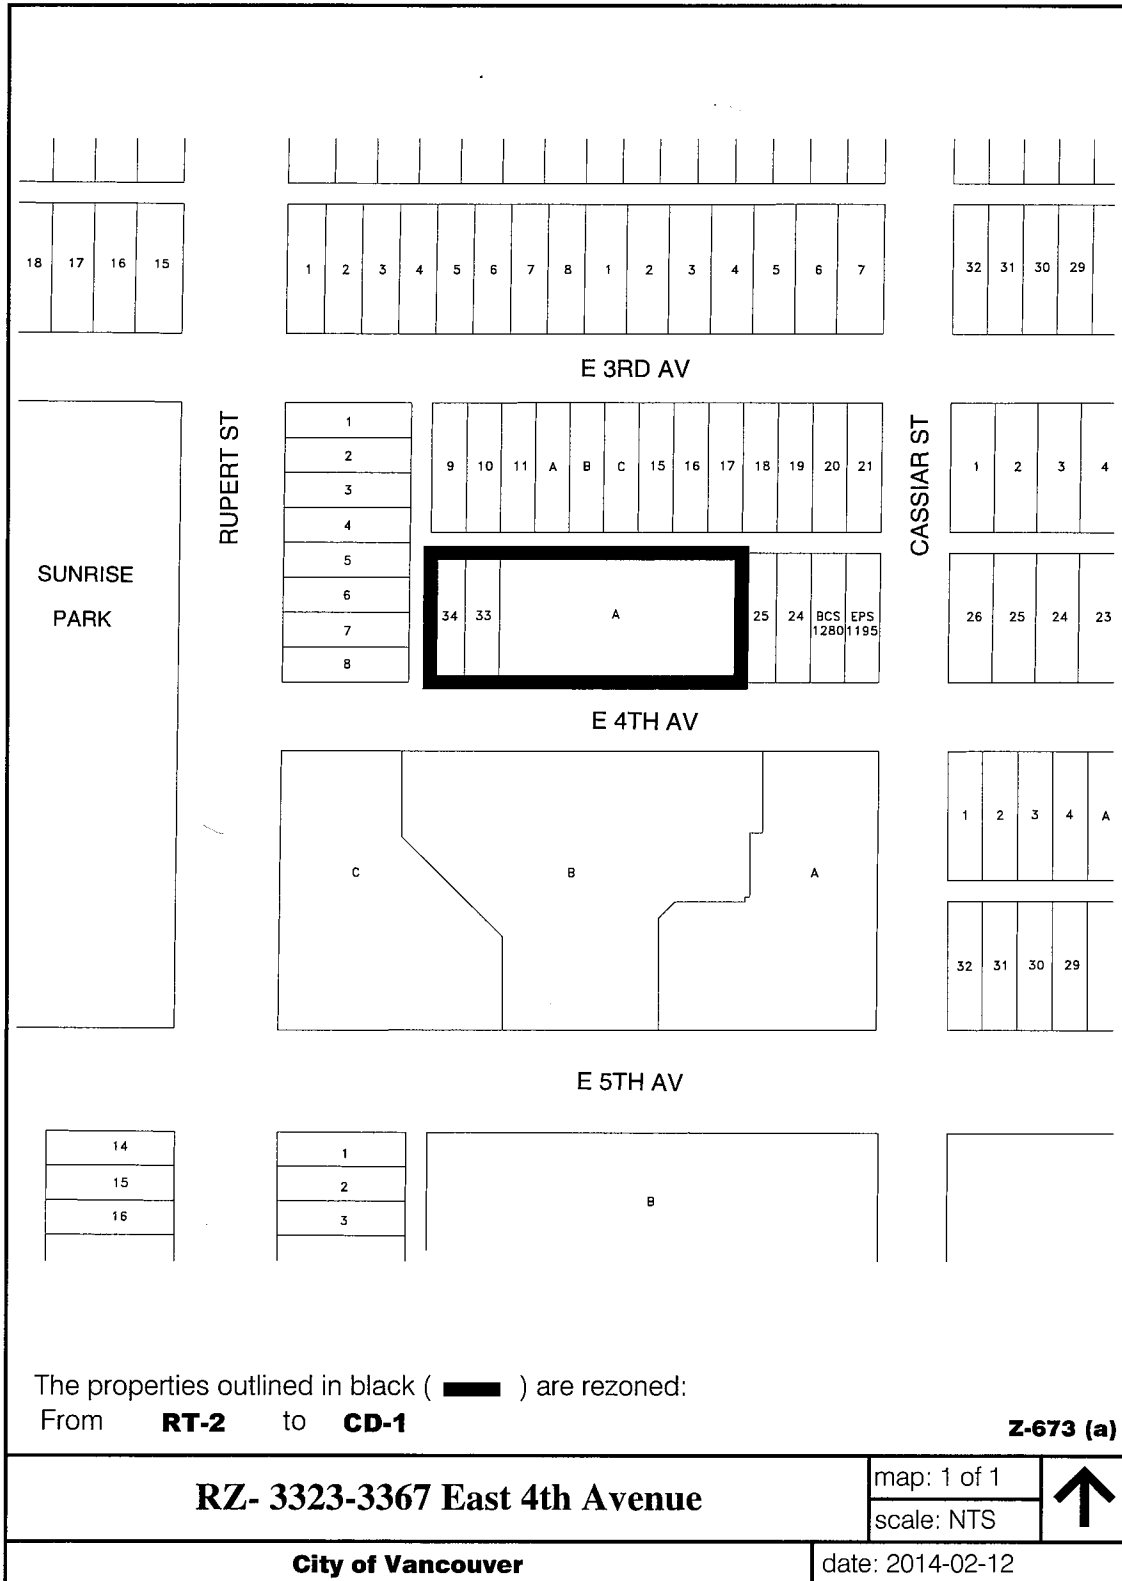 18 17 16 15 1 2 3 4 5 6 7 8 1 2 3 4 5 6 7 32 31 30 29
E 3RD AV
RUPERT ST
CASSIAR ST
1
2
3
4
5
6
7
8
9 10 11 A B C 15 16 17 18 19 20 21
1 2 3 4
SUNRISE
PARK
34 33 A 25 24 BCS EPS
1280 1195
26 25 24 23
E 4TH AV
C B A
1 2 3 4 A
32 31 30 29
E 5TH AV
14
15
16
1
2
3
B
The properties outlined in black ( ) are rezoned:
From RT-2 to CD-1
Z-673 (a)
RZ- 3323-3367 East 4th Avenue
map: 1 of 1
scale: NTS
City of Vancouver
date: 2014-02-12